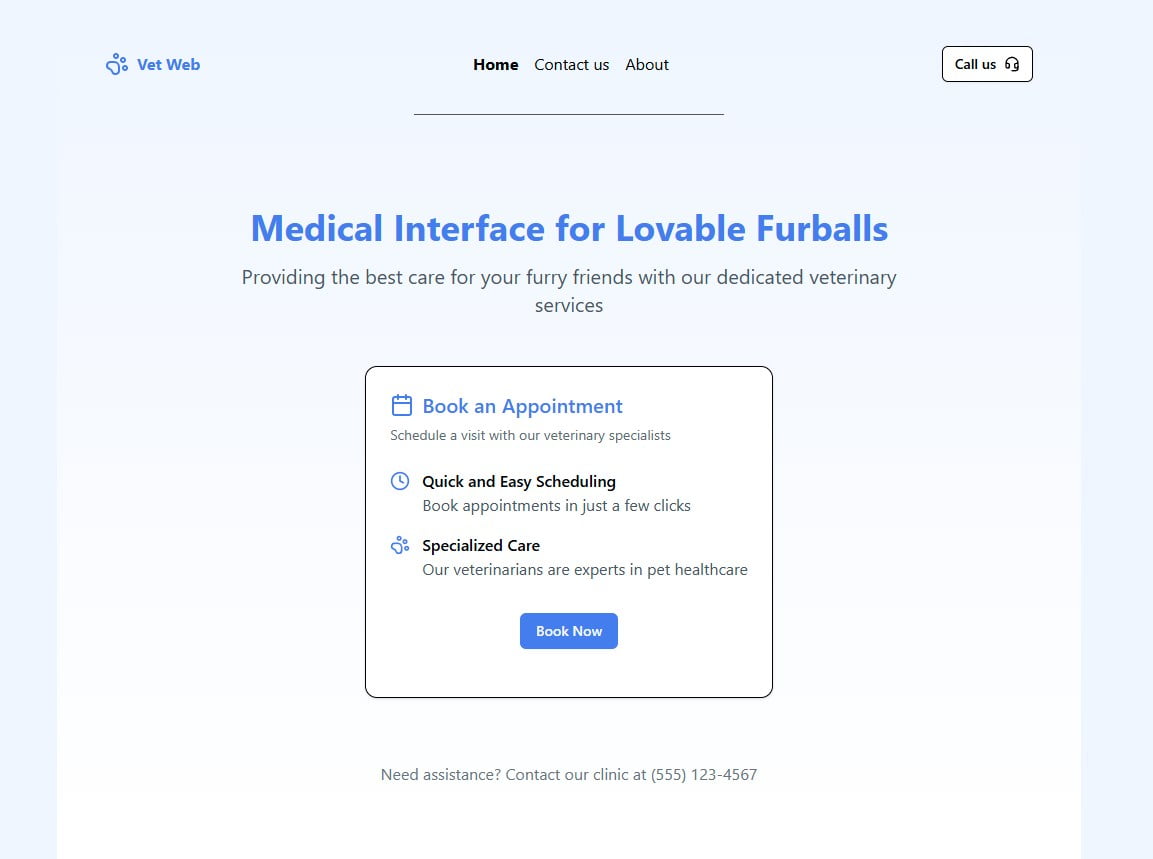 Vet Web
Home Contact us About
Call us
Medical Interface for Lovable Furballs
Providing the best care for your furry friends with our dedicated veterinary
services
Book an Appointment
Schedule a visit with our veterinary specialists
Quick and Easy Scheduling
Book appointments in just a few clicks
Specialized Care
Our veterinarians are experts in pet healthcare
Book Now
Need assistance? Contact our clinic at (555) 123-4567